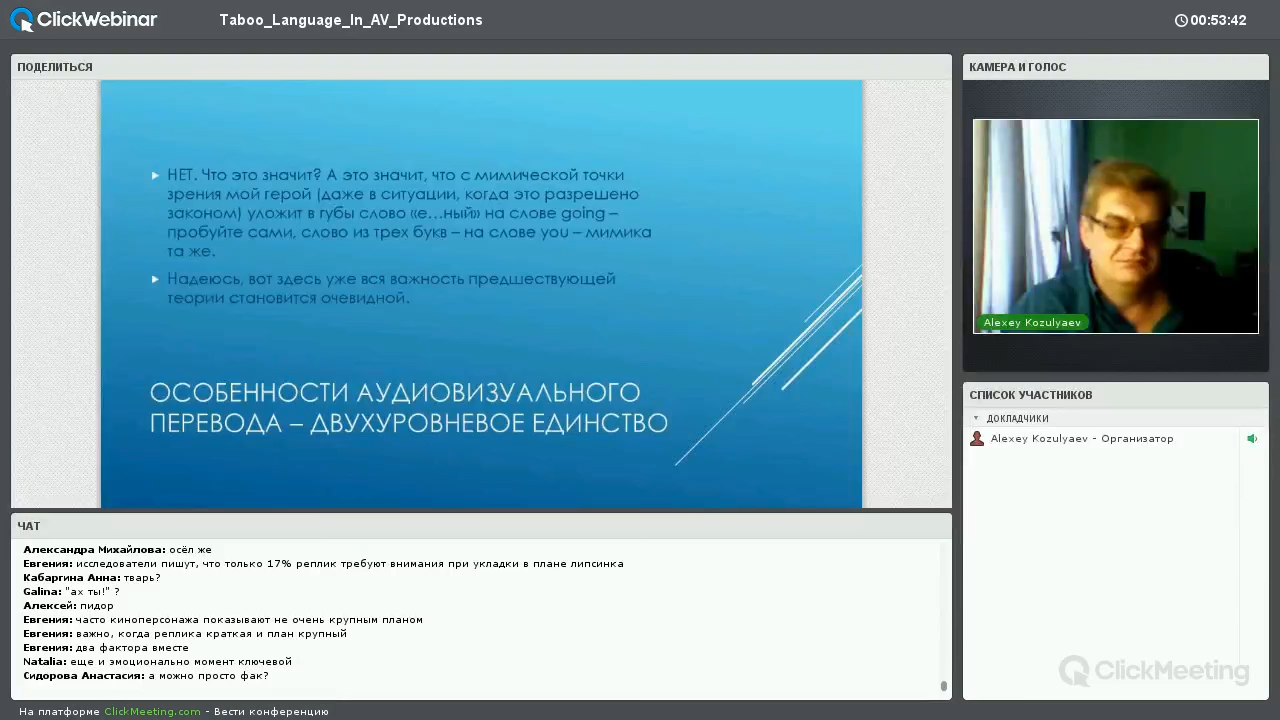 ClickWebinar
Taboo_Language_In_AV_Productions
00:53:42
ПОДЕЛИТЬСЯ
НЕТ. Что это значит? А это значит, что с мимической точки
зрения мой герой (даже в ситуации, когда это разрешено
законом) уложит в губы слово «е…ный» на слове going –
пробуйте сами, слово из трех букв – на слове you – мимика
та же.
Надеюсь, вот здесь уже вся важность предшествующей
теории становится очевидной.
ОСОБЕННОСТИ АУДИОВИЗУАЛЬНОГО
ПЕРЕВОДА – ДВУХУРОВНЕВОЕ ЕДИНСТВО
КАМЕРА И ГОЛОС
Alexey Kozulyaev
СПИСОК УЧАСТНИКОВ
ДОКЛАДЧИКИ
Alexey Kozulyaev - Организатор
ClickMeeting
ЧАТ
Александра Михайлова: осёл же
Евгения: исследователи пишут, что только 17% реплик требуют внимания при укладки в плане липсинка
Кабаргина Анна: тварь?
Galina: "ах ты!" ?
Алексей: пидор
Евгения: часто киноперсонажа показывают не очень крупным планом
Евгения: важно, когда реплика краткая и план крупный
Евгения: два фактора вместе
Natalia: еще и эмоционально момент ключевой
Сидорова Анастасия: а можно просто фак?
На платформе ClickMeeting.com - Вести конференцию